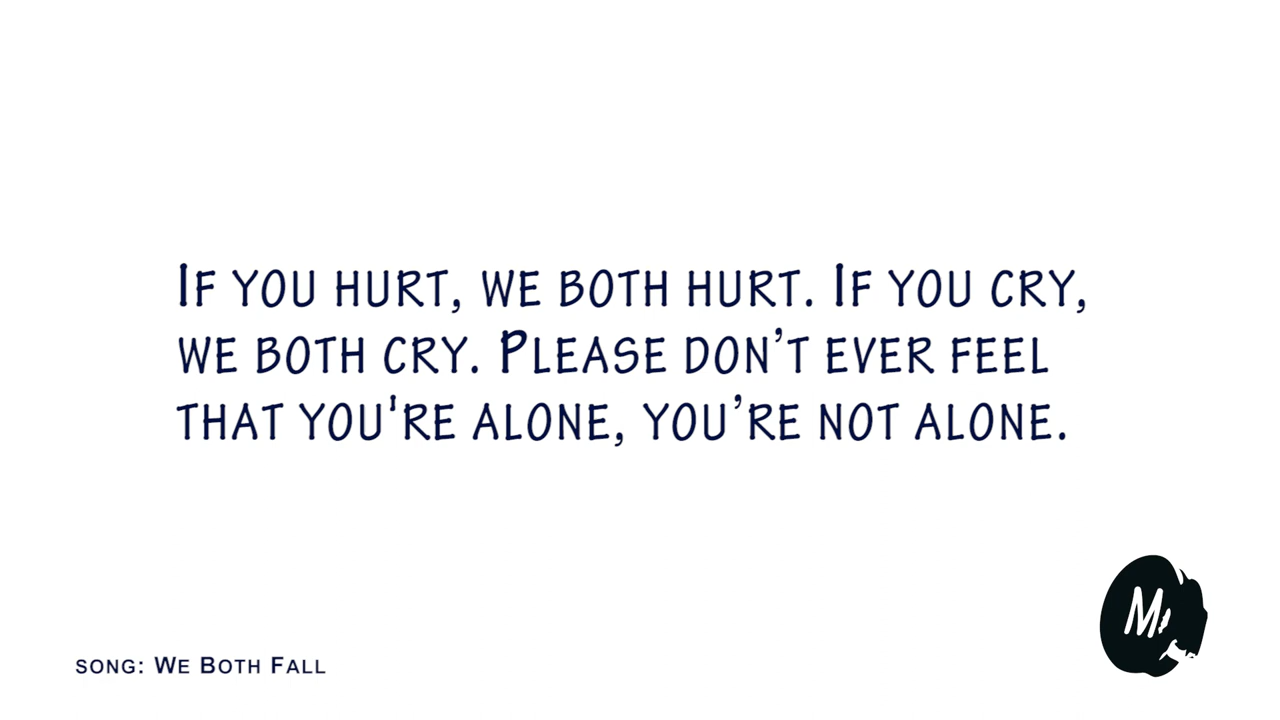 If you hurt, we both hurt. If you cry,
we both cry. Please don’t ever feel
that you're alone, you’re not alone.
M
song: We Both Fall